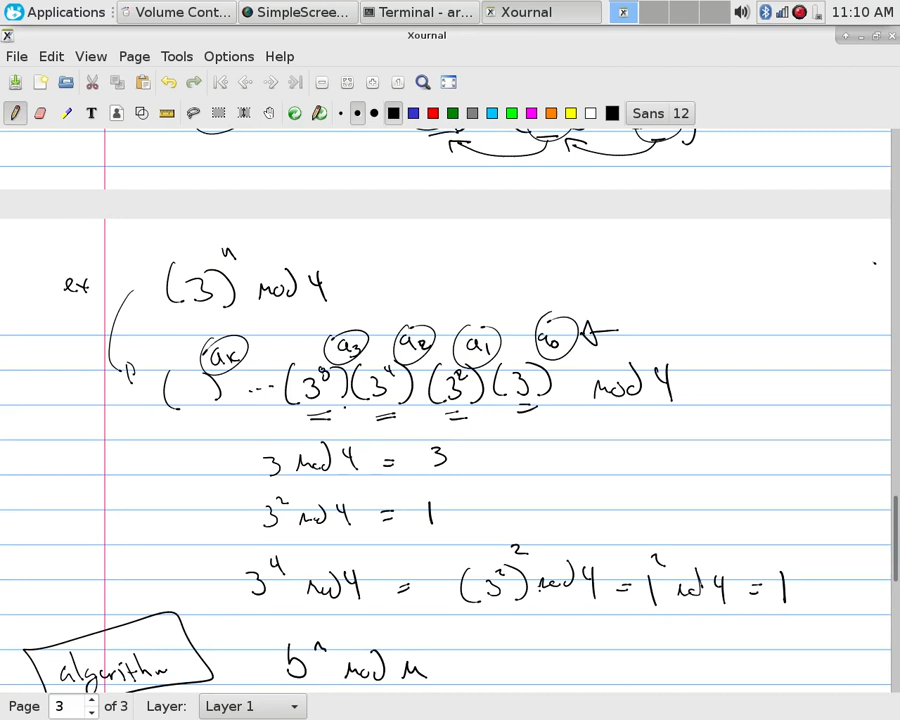 Applications
Volume Cont...
SimpleScree...
Terminal - ar...
Xournal
11:10 AM
Xournal
File Edit View Page Tools Options Help
T
Sans 12
ex (3)^n mod 4
( )^{a_k} ... (3^8)^{a_3} (3^4)^{a_2} (3^2)^{a_1} (3)^{a_0} mod 4
3 mod 4 = 3
3^2 mod 4 = 1
3^4 mod 4 = (3^2)^2 mod 4 = 1^2 mod 4 = 1
algorithm b^n mod m
Page 3 of 3 Layer: Layer 1